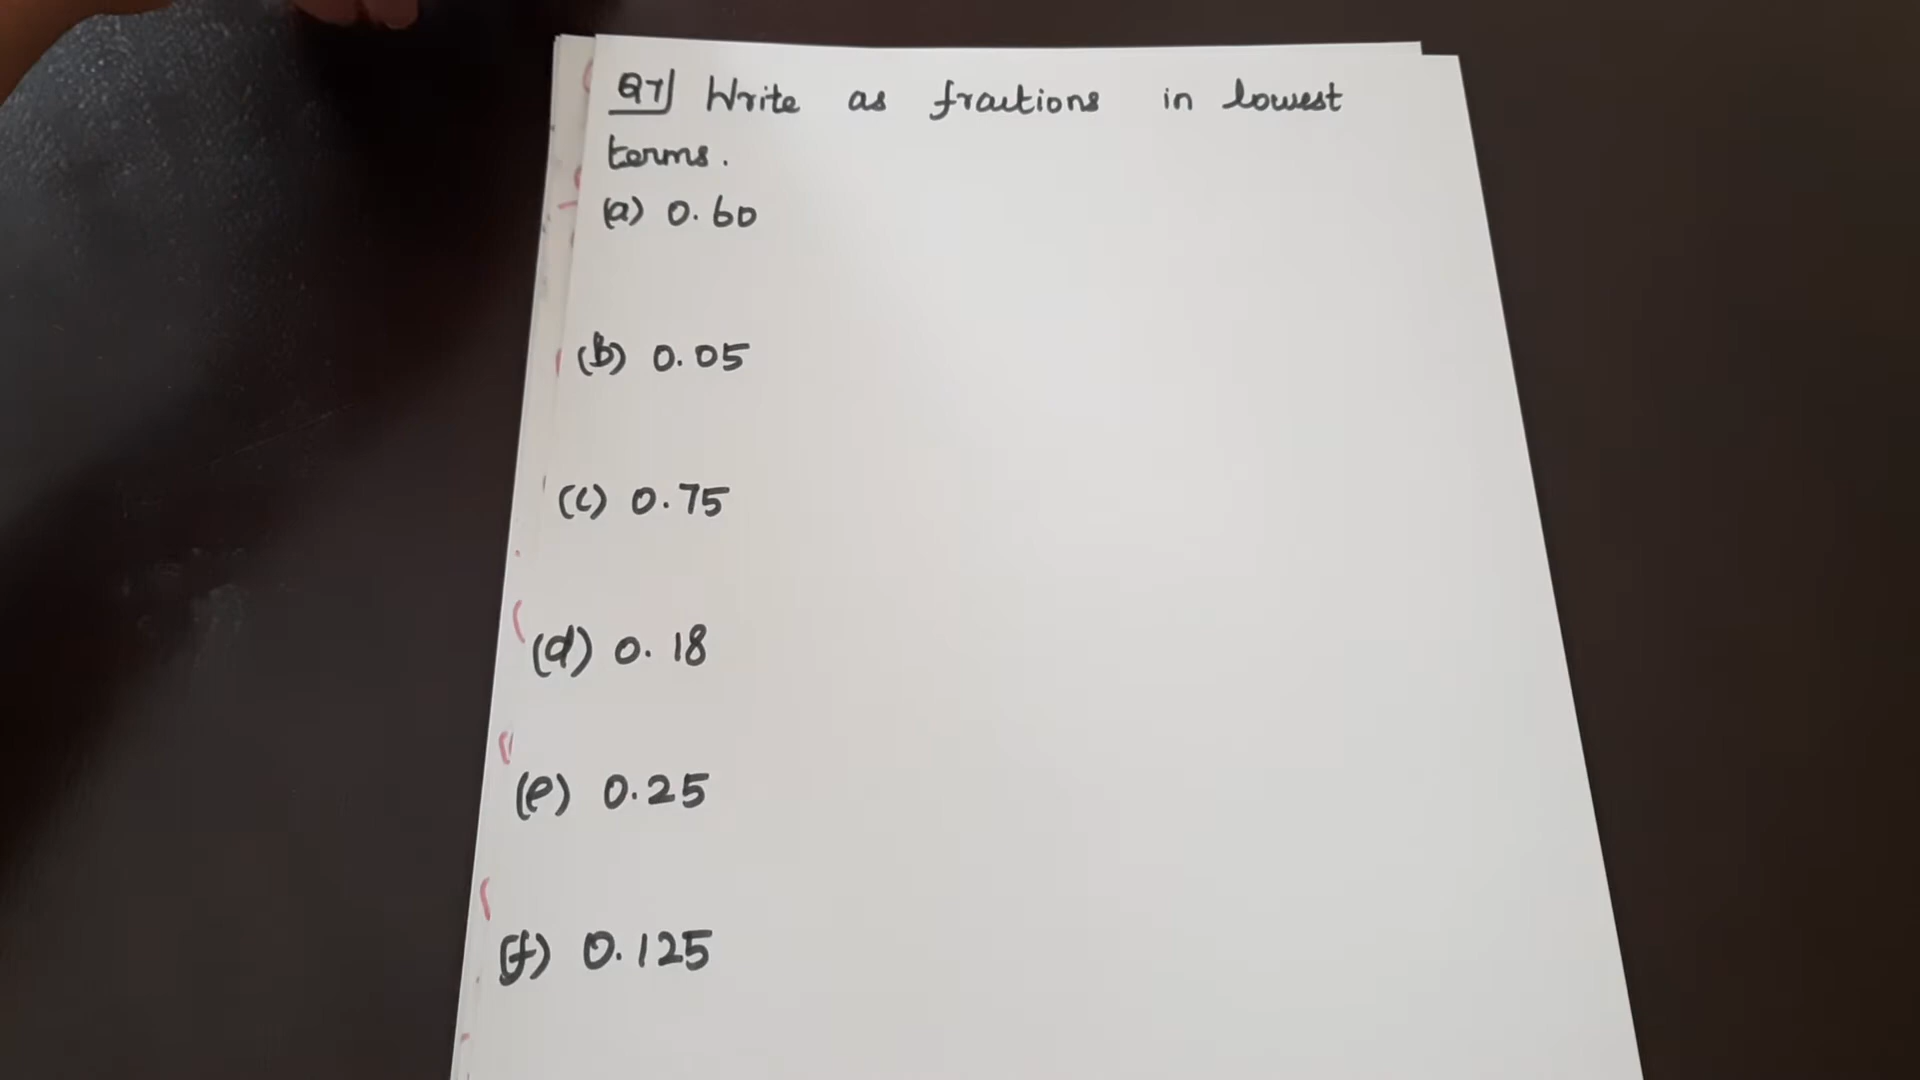 Q7 Write as fractions in lowest
terms.
(a) 0.60
(b) 0.05
(c) 0.75
(d) 0.18
(e) 0.25
(f) 0.125